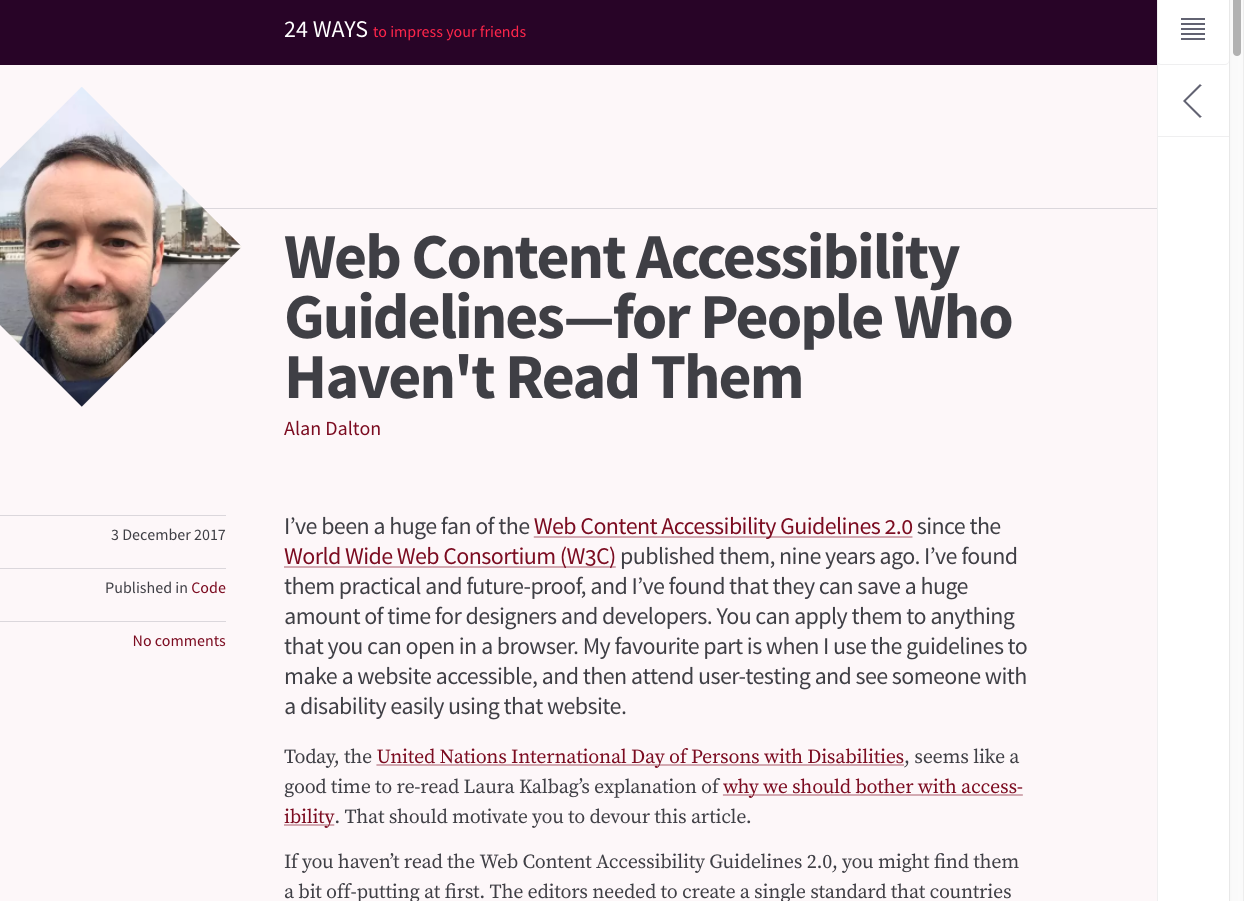 24 WAYS to impress your friends
Web Content Accessibility
Guidelines—for People Who
Haven't Read Them
Alan Dalton
3 December 2017
Published in Code
No comments
I’ve been a huge fan of the Web Content Accessibility Guidelines 2.0 since the
World Wide Web Consortium (W3C) published them, nine years ago. I’ve found
them practical and future-proof, and I’ve found that they can save a huge
amount of time for designers and developers. You can apply them to anything
that you can open in a browser. My favourite part is when I use the guidelines to
make a website accessible, and then attend user-testing and see someone with
a disability easily using that website.
Today, the United Nations International Day of Persons with Disabilities, seems like a
good time to re-read Laura Kalbag’s explanation of why we should bother with access-
ibility. That should motivate you to devour this article.
If you haven’t read the Web Content Accessibility Guidelines 2.0, you might find them
a bit off-putting at first. The editors needed to create a single standard that countries